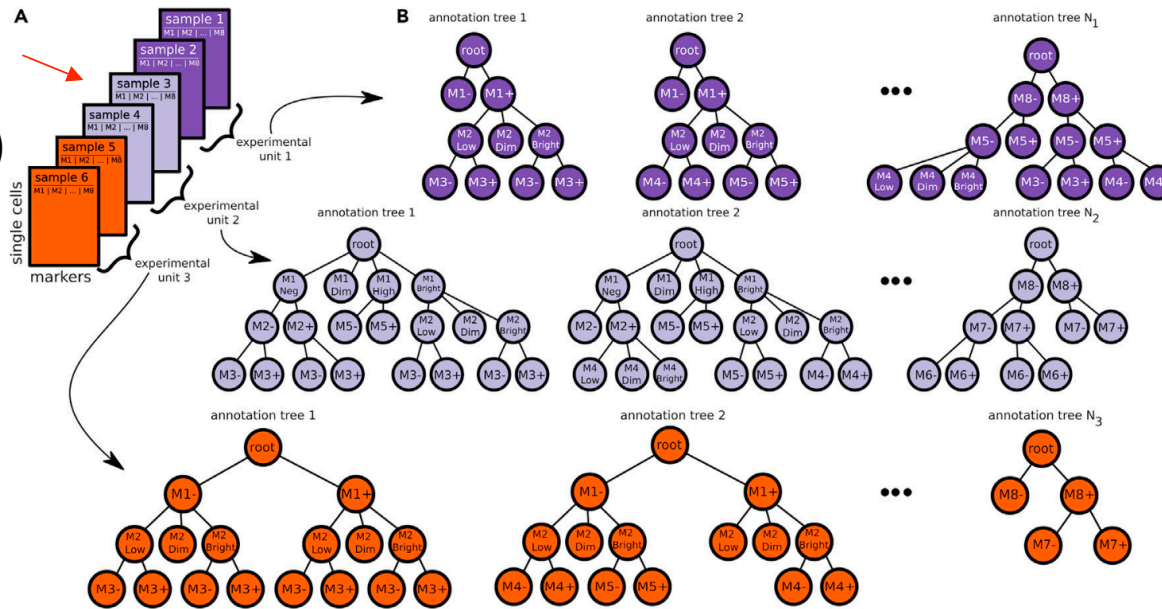 A
sample 1
M1 | M2 | ... | M8
sample 2
M1 | M2 | ... | M8
sample 3
M1 | M2 | ... | M8
sample 4
M1 | M2 | ... | M8
sample 5
M1 | M2 | ... | M8
sample 6
M1 | M2 | ... | M8
single cells
markers
experimental
unit 1
experimental
unit 2
experimental
unit 3
B
annotation tree 1
root
M1- M1+
M2 Low M2 Dim M2 Bright
M3- M3+ M3- M3+
annotation tree 2
root
M1- M1+
M2 Low M2 Dim M2 Bright
M4- M4+ M5- M5+
•••
annotation tree N1
root
M8- M8+
M5- M5+ M5- M5+
M4 Low M4 Dim M4 Bright M3- M3+ M4- M4
annotation tree 1
root
M1 Neg M1 Dim M1 High M1 Bright
M2- M2+ M5- M5+ M2 Low M2 Dim M2 Bright
M3- M3+ M3- M3+ M3- M3+ M3- M3+
annotation tree 2
root
M1 Neg M1 Dim M1 High M1 Bright
M2- M2+ M5- M5+ M2 Low M2 Dim M2 Bright
M4 Low M4 Dim M4 Bright M5- M5+ M4- M4+
•••
annotation tree N2
root
M8- M8+
M7- M7+ M7- M7+
M6- M6+ M6- M6+
annotation tree 1
root
M1- M1+
M2 Low M2 Dim M2 Bright M2 Low M2 Dim M2 Bright
M3- M3+ M3- M3+ M3- M3+ M3- M3+
annotation tree 2
root
M1- M1+
M2 Low M2 Dim M2 Bright M2 Low M2 Dim M2 Bright
M4- M4+ M5- M5+ M4- M4+
•••
annotation tree N3
root
M8- M8+
M7- M7+